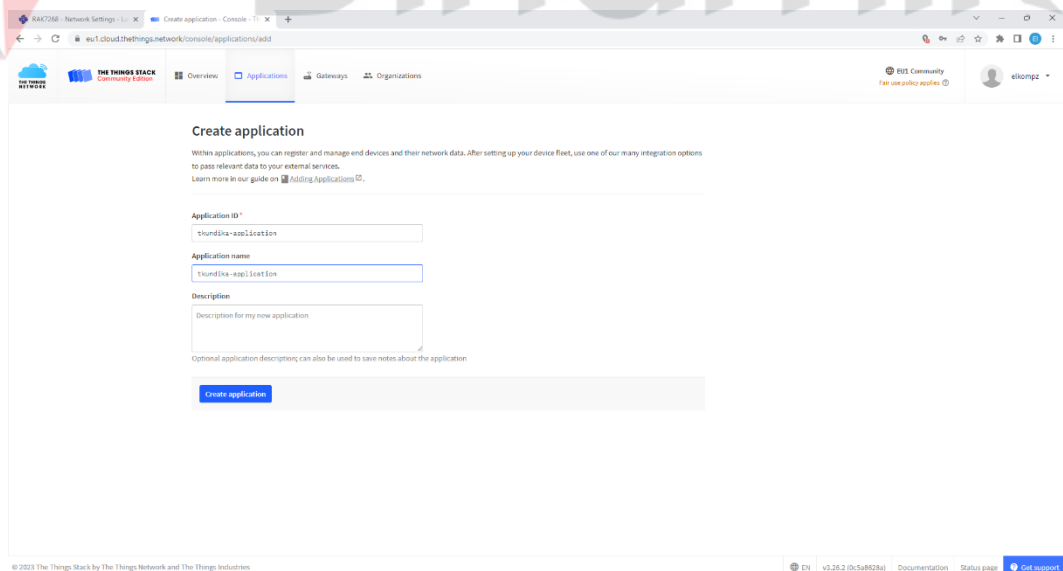 RAK7268 - Network Settings - Lu
Create application - Console - Th
eu1.cloud.thethings.network/console/applications/add
THE THINGS NETWORK
THE THINGS STACK
Community Edition
Overview
Applications
Gateways
Organizations
EU1 Community
Fair use policy applies
elkompz
Create application
Within applications, you can register and manage end devices and their network data. After setting up your device fleet, use one of our many integration options
to pass relevant data to your external services.
Learn more in our guide on Adding Applications.
Application ID *
tkundika-application
Application name
tkundika-application
Description
Description for my new application
Optional application description; can also be used to save notes about the application
Create application
© 2023 The Things Stack by The Things Network and The Things Industries
EN
v3.26.2 (0c5a8628a)
Documentation
Status page
Get support